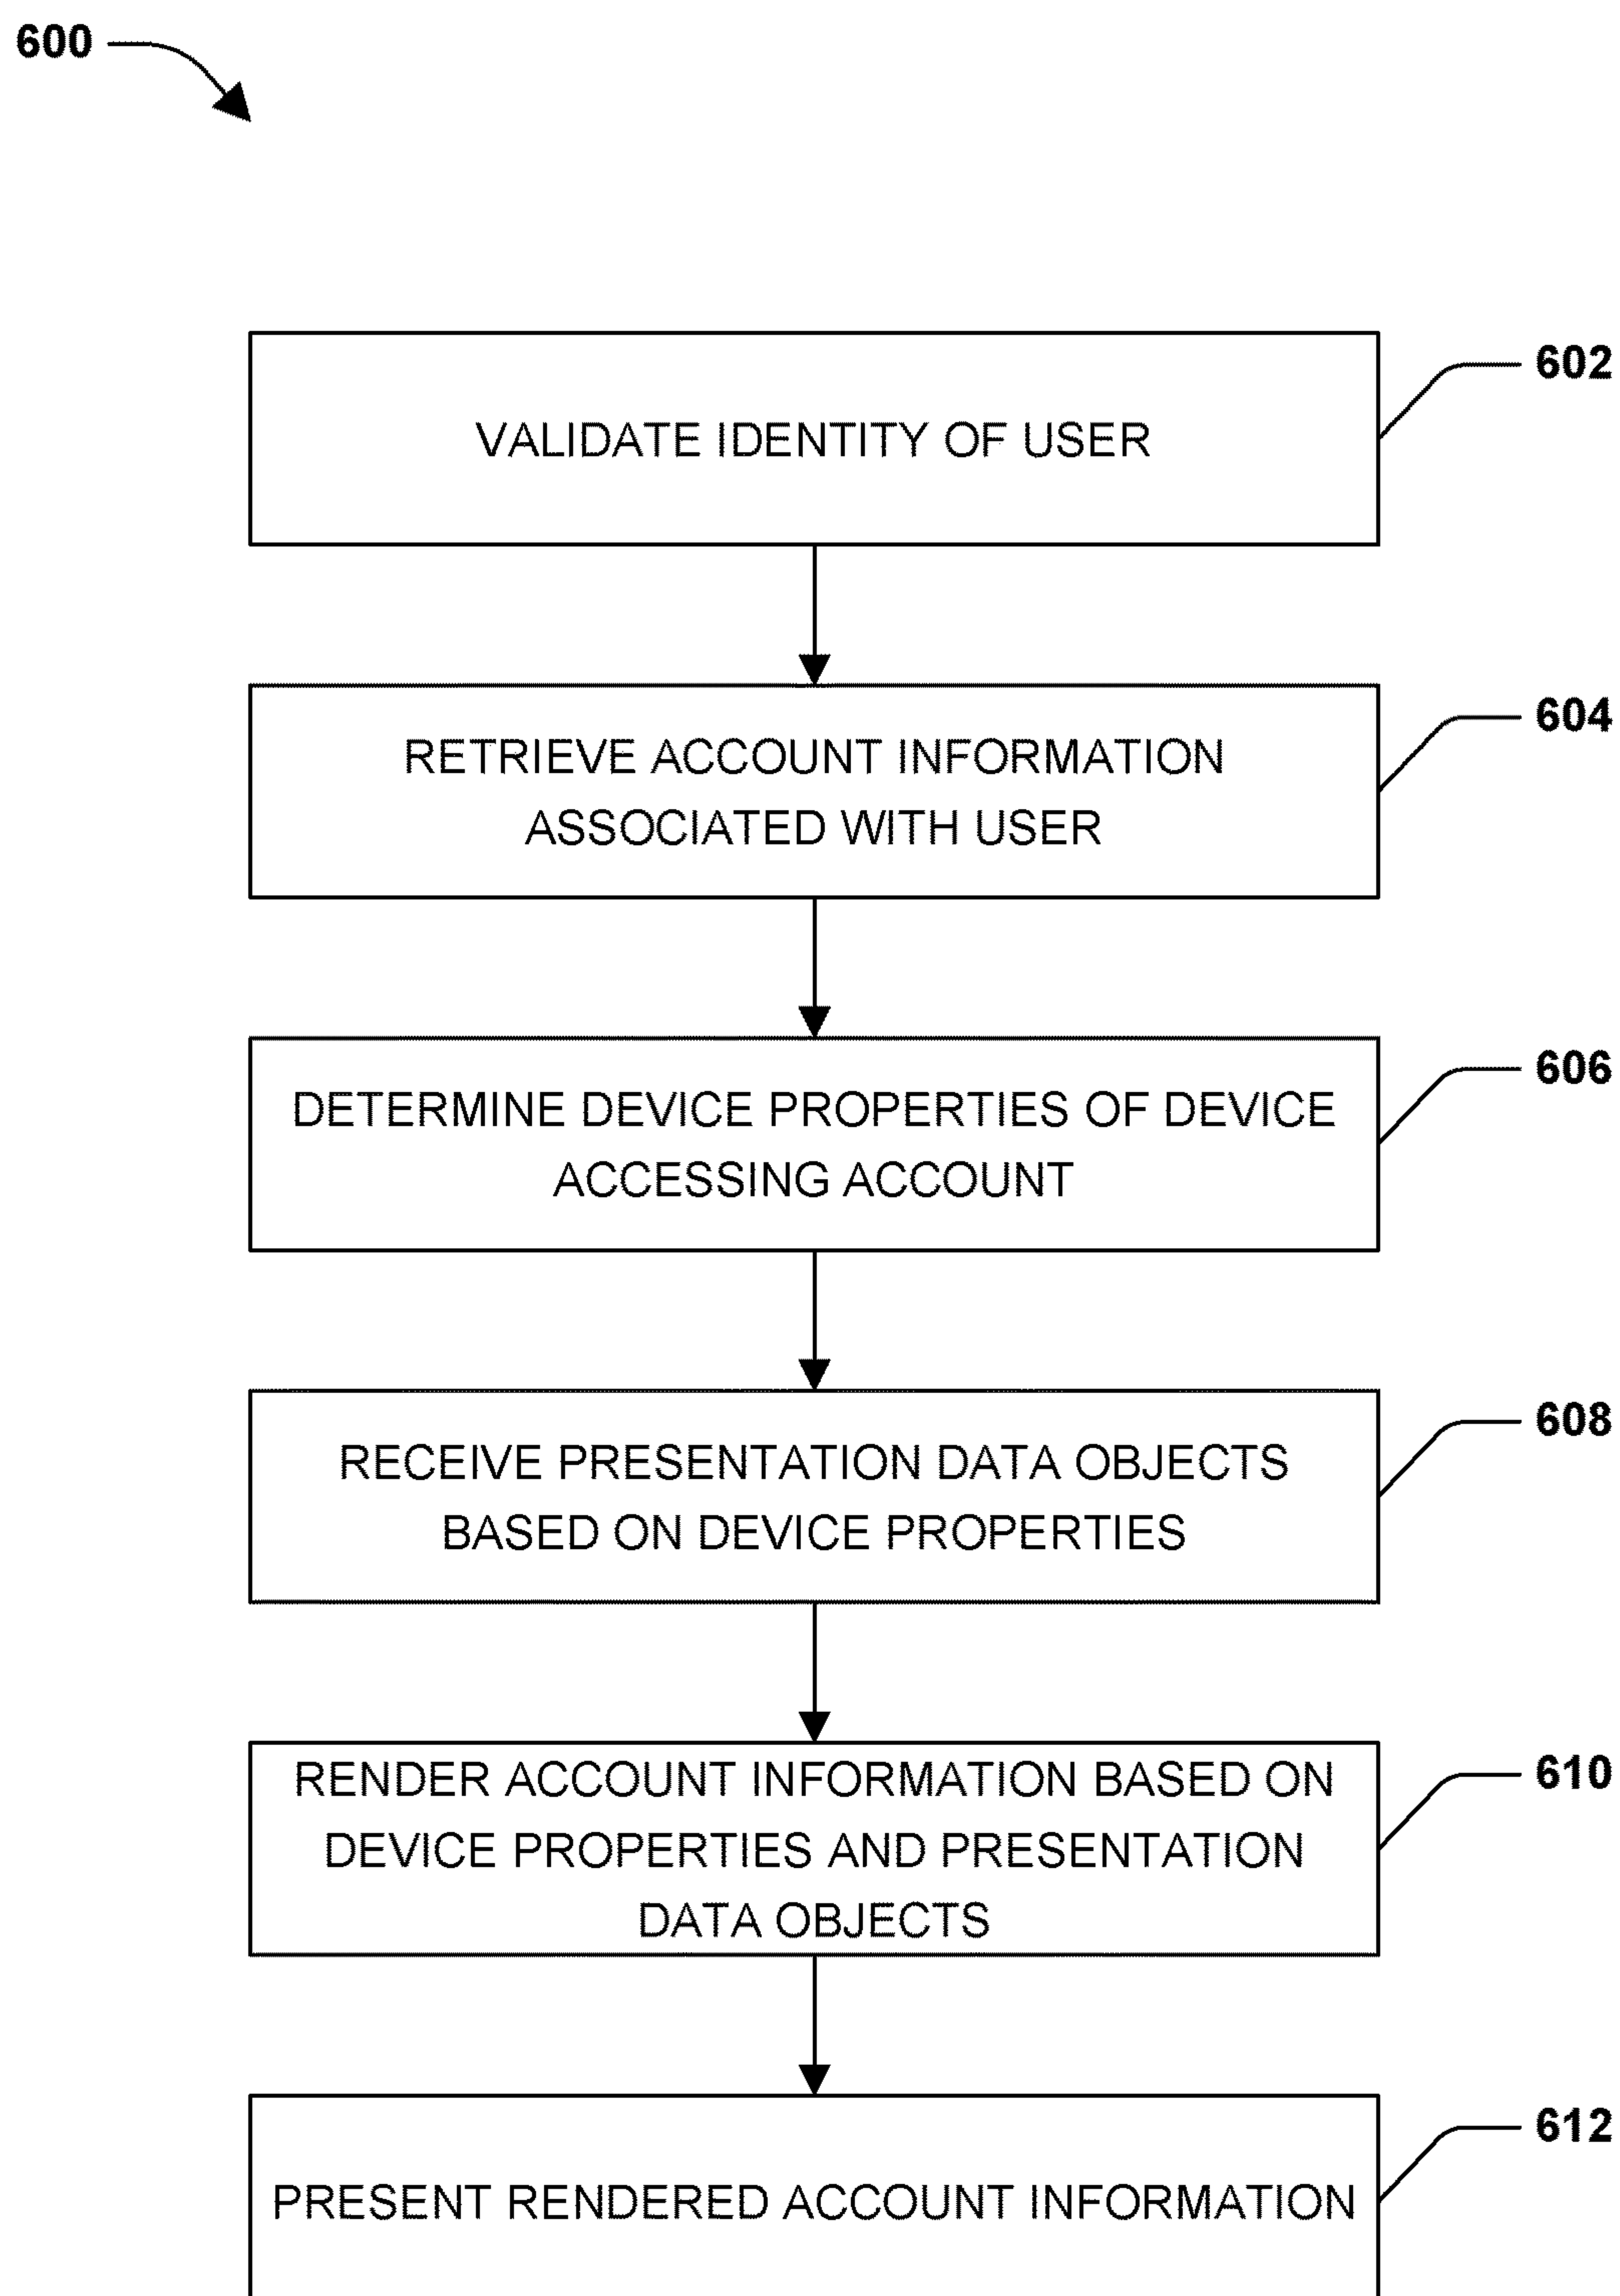 600
602
VALIDATE IDENTITY OF USER
604
RETRIEVE ACCOUNT INFORMATION
ASSOCIATED WITH USER
606
DETERMINE DEVICE PROPERTIES OF DEVICE
ACCESSING ACCOUNT
608
RECEIVE PRESENTATION DATA OBJECTS
BASED ON DEVICE PROPERTIES
610
RENDER ACCOUNT INFORMATION BASED ON
DEVICE PROPERTIES AND PRESENTATION
DATA OBJECTS
612
PRESENT RENDERED ACCOUNT INFORMATION